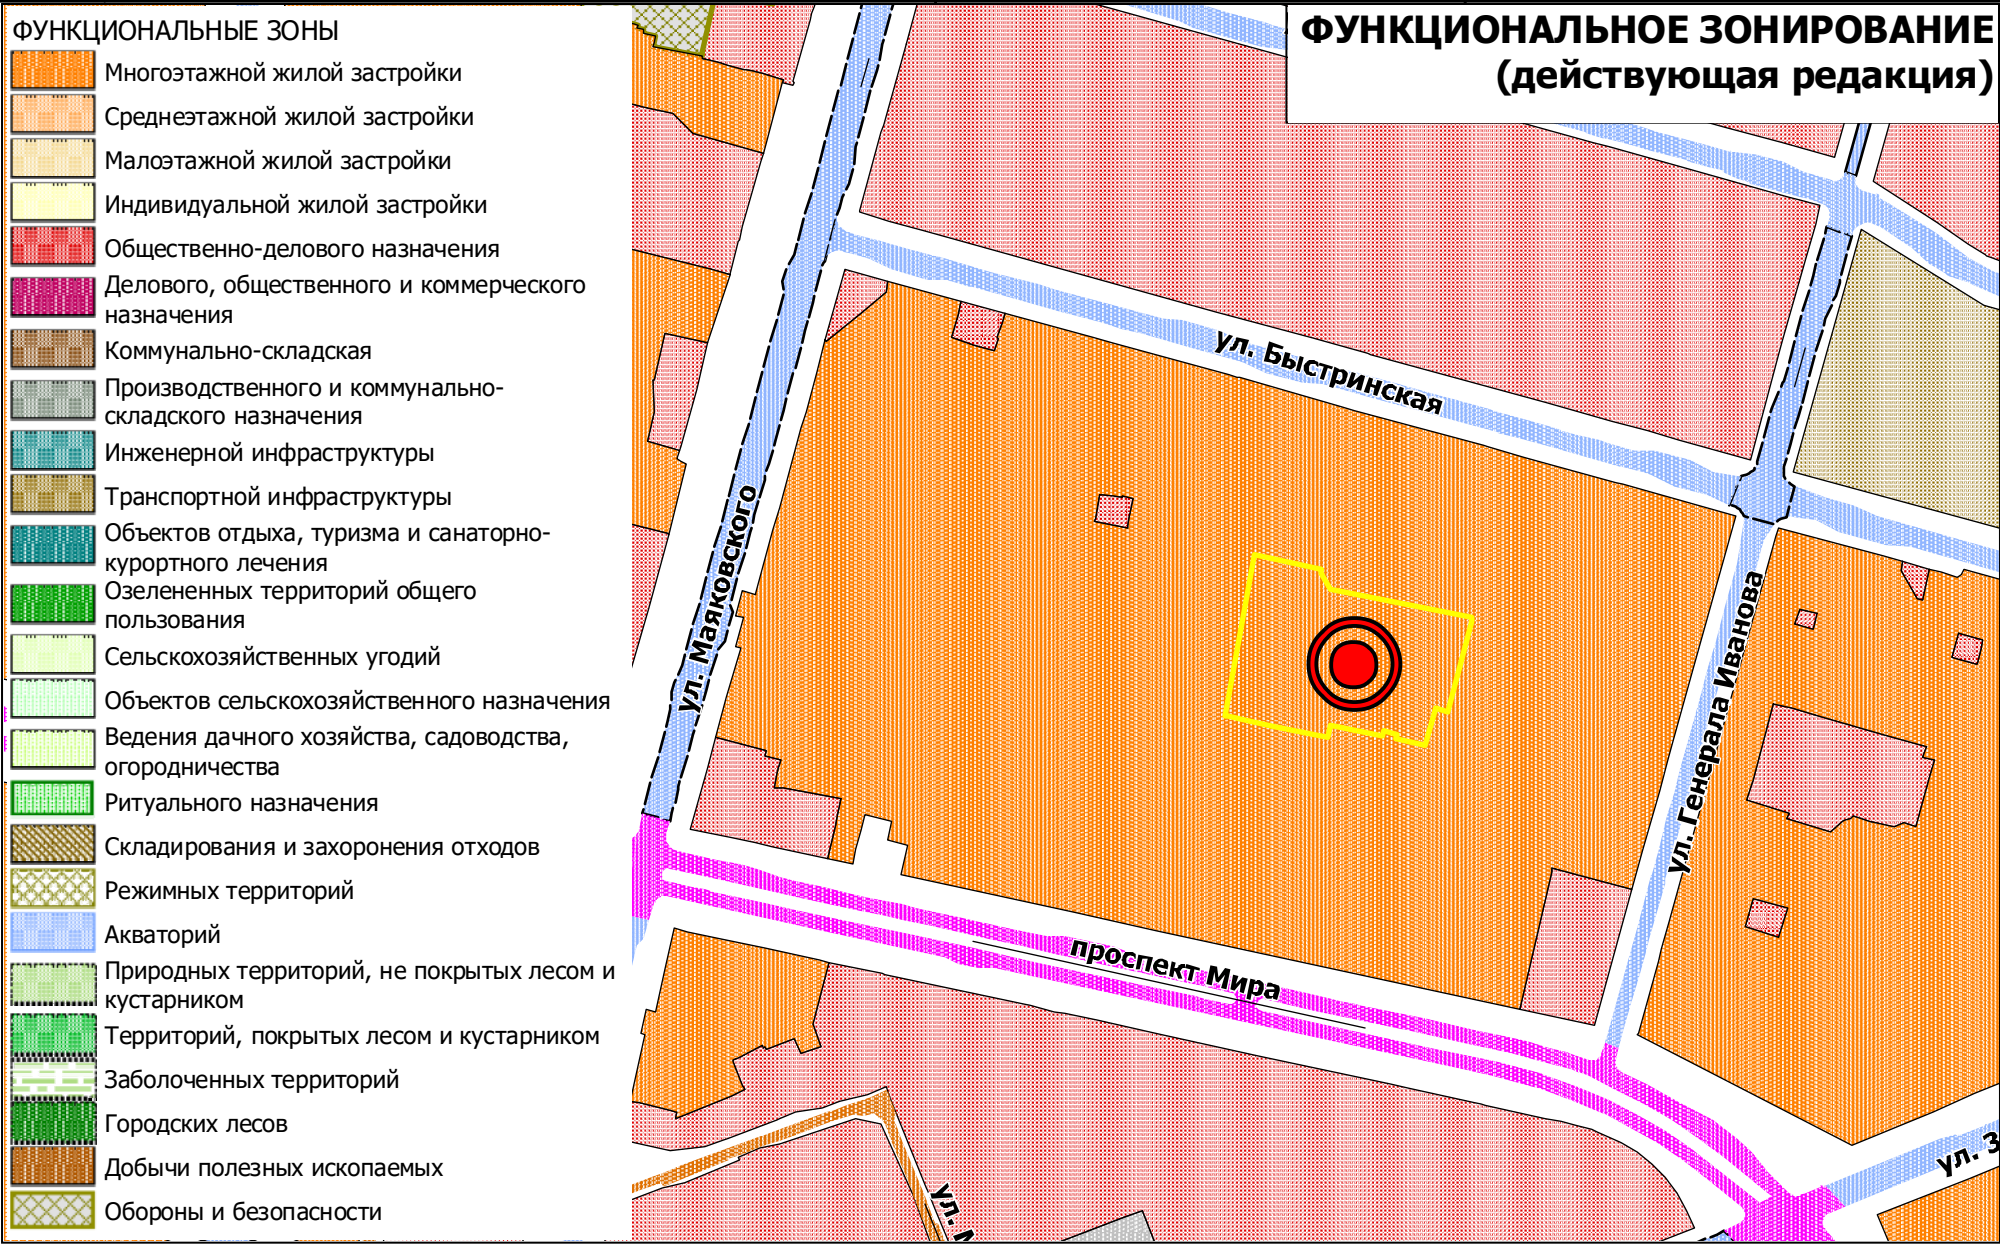 ФУНКЦИОНАЛЬНЫЕ ЗОНЫ
Многоэтажной жилой застройки
Среднеэтажной жилой застройки
Малоэтажной жилой застройки
Индивидуальной жилой застройки
Общественно-делового назначения
Делового, общественного и коммерческого
назначения
Коммунально-складская
Производственного и коммунально-
складского назначения
Инженерной инфраструктуры
Транспортной инфраструктуры
Объектов отдыха, туризма и санаторно-
курортного лечения
Озелененных территорий общего
пользования
Сельскохозяйственных угодий
Объектов сельскохозяйственного назначения
Ведения дачного хозяйства, садоводства,
огородничества
Ритуального назначения
Складирования и захоронения отходов
Режимных территорий
Акваторий
Природных территорий, не покрытых лесом и
кустарником
Территорий, покрытых лесом и кустарником
Заболоченных территорий
Городских лесов
Добычи полезных ископаемых
Обороны и безопасности
ФУНКЦИОНАЛЬНОЕ ЗОНИРОВАНИЕ
(действующая редакция)
ул. Быстринская
ул. Маяковского
ул. Генерала Иванова
проспект Мира
ул. З
ул.